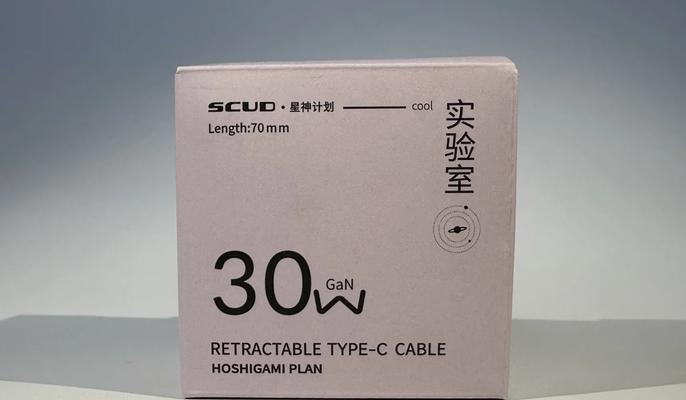 SCUD · 星神计划 cool
Length:70mm
实验室
30W GaN
RETRACTABLE TYPE-C CABLE
HOSHIGAMI PLAN